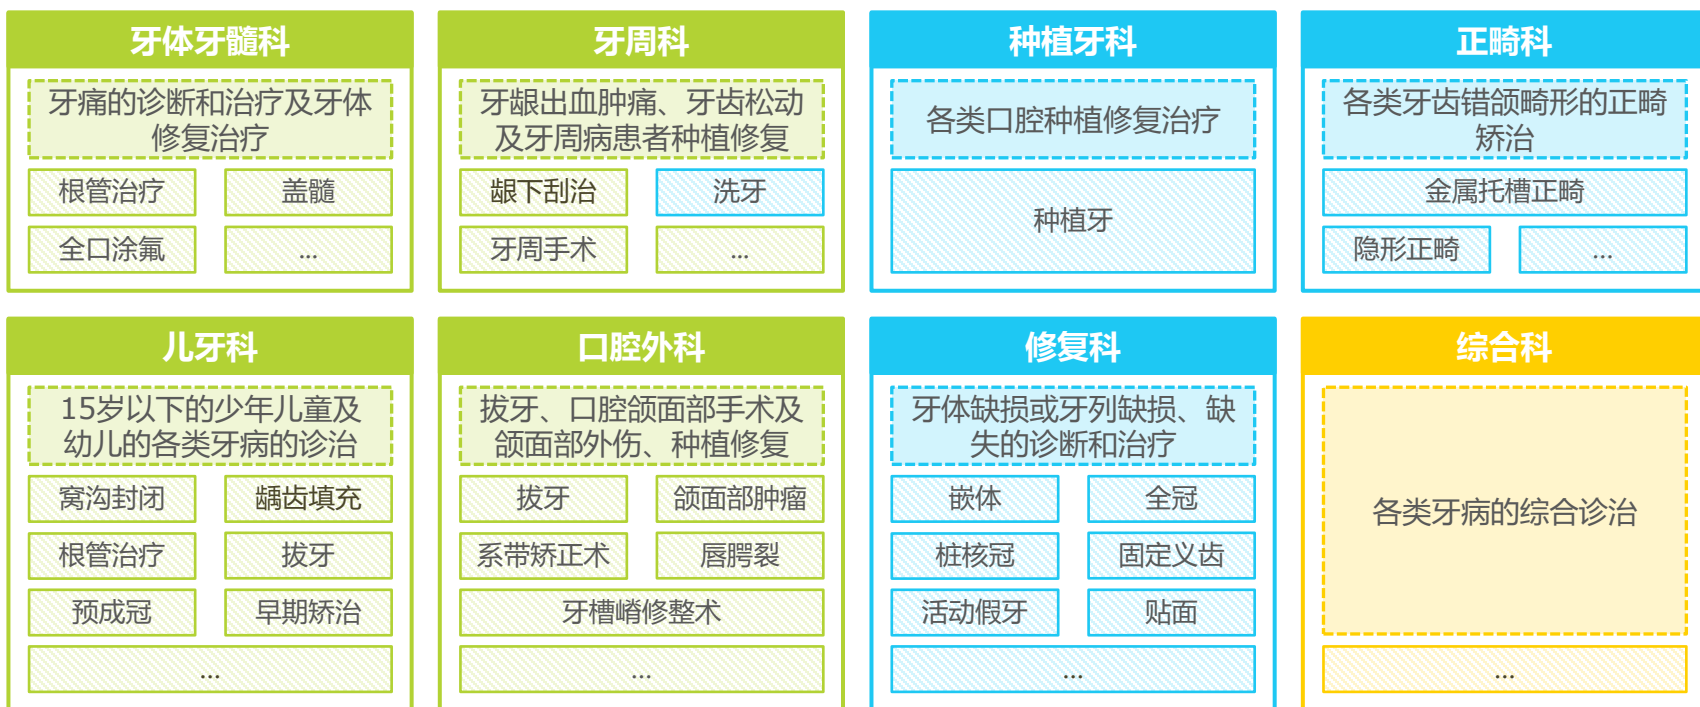 牙体牙髓科
牙痛的诊断和治疗及牙体
修复治疗
根管治疗
盖髓
全口涂氟
...
牙周科
牙龈出血肿痛、牙齿松动
及牙周病患者种植修复
龈下刮治
洗牙
牙周手术
...
种植牙科
各类口腔种植修复治疗
种植牙
正畸科
各类牙齿错颌畸形的正畸
矫治
金属托槽正畸
隐形正畸
...
儿牙科
15岁以下的少年儿童及
幼儿的各类牙病的诊治
窝沟封闭
龋齿填充
根管治疗
拔牙
预成冠
早期矫治
...
口腔外科
拔牙、口腔颌面部手术及
颌面部外伤、种植修复
拔牙
颌面部肿瘤
系带矫正术
唇腭裂
牙槽嵴修整术
...
修复科
牙体缺损或牙列缺损、缺
失的诊断和治疗
嵌体
全冠
桩核冠
固定义齿
活动假牙
贴面
...
综合科
各类牙病的综合诊治
...